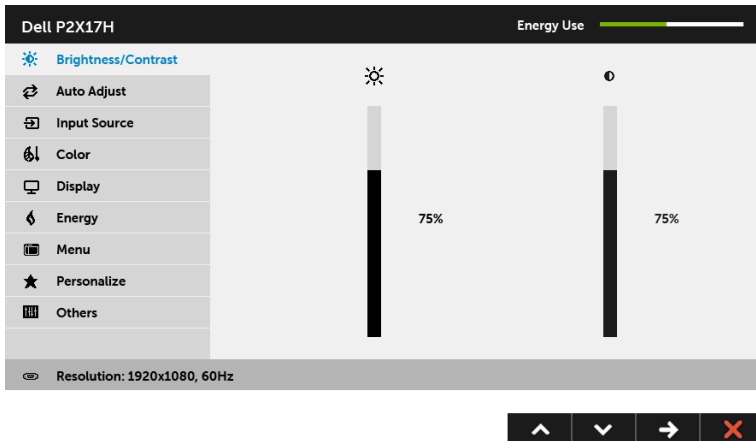 Dell P2X17H
Energy Use
Brightness/Contrast
Auto Adjust
Input Source
Color
Display
Energy
Menu
Personalize
Others
75%
75%
Resolution: 1920x1080, 60Hz